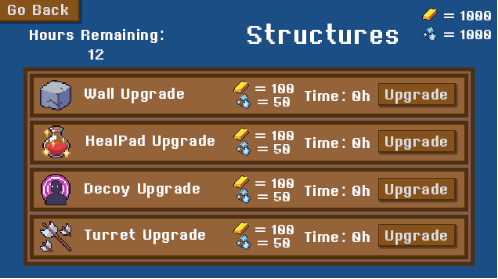 Go Back
Hours Remaining:
12
Structures
= 1000
= 1000
Wall Upgrade
= 100
= 50
Time: 0h
Upgrade
HealPad Upgrade
= 100
= 50
Time: 0h
Upgrade
Decoy Upgrade
= 100
= 50
Time: 0h
Upgrade
Turret Upgrade
= 100
= 50
Time: 0h
Upgrade